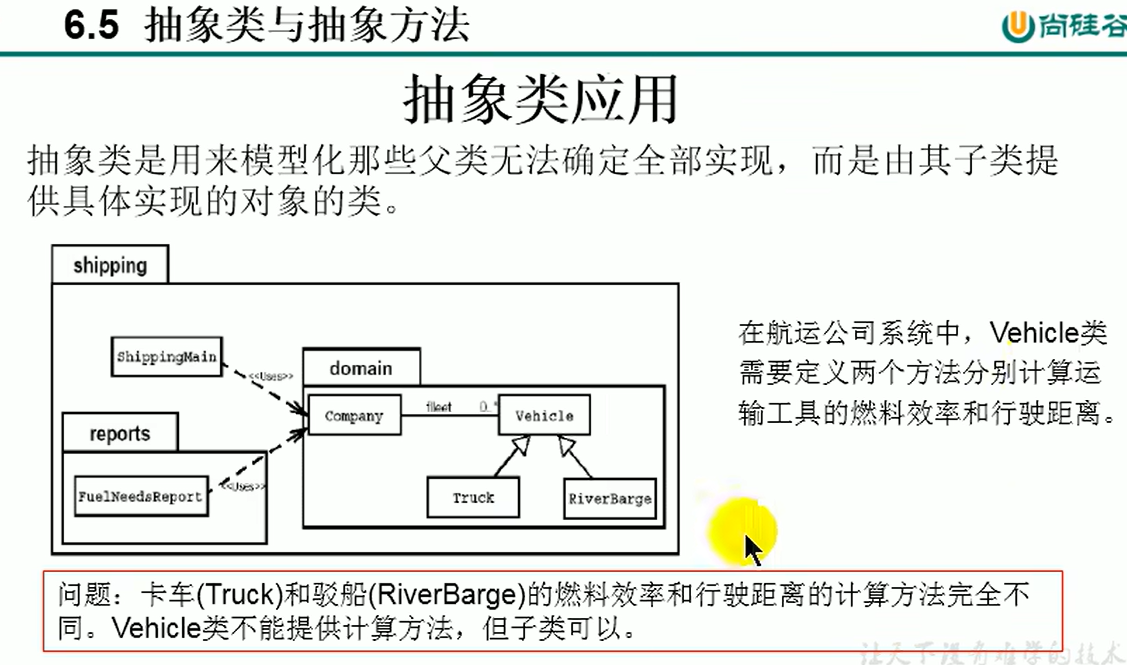 6.5 抽象类与抽象方法
尚硅谷
抽象类应用
抽象类是用来模型化那些父类无法确定全部实现，而是由其子类提
供具体实现的对象的类。
shipping
ShippingMain
<<Uses>>
domain
Company
fleet
0..*
Vehicle
reports
FuelNeedsReport
<<Uses>>
Truck
RiverBarge
在航运公司系统中，Vehicle类
需要定义两个方法分别计算运
输工具的燃料效率和行驶距离。
问题：卡车(Truck)和驳船(RiverBarge)的燃料效率和行驶距离的计算方法完全不
同。Vehicle类不能提供计算方法，但子类可以。
让天下没有难学的技术